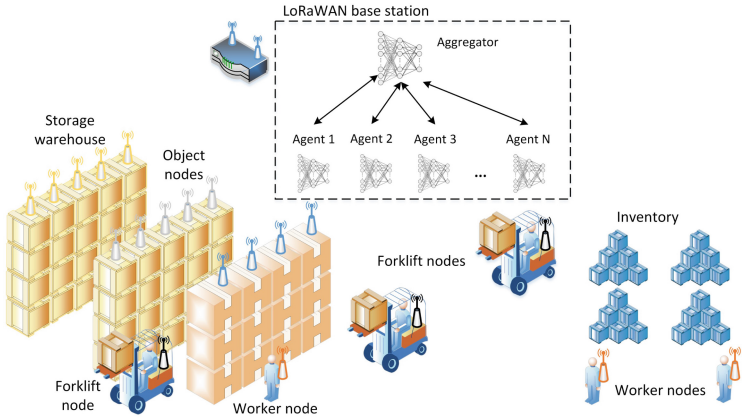 LoRaWAN base station
Aggregator
Agent 1
Agent 2
Agent 3
...
Agent N
Storage
warehouse
Object
nodes
Inventory
Forklift nodes
Forklift
node
Worker node
Worker nodes